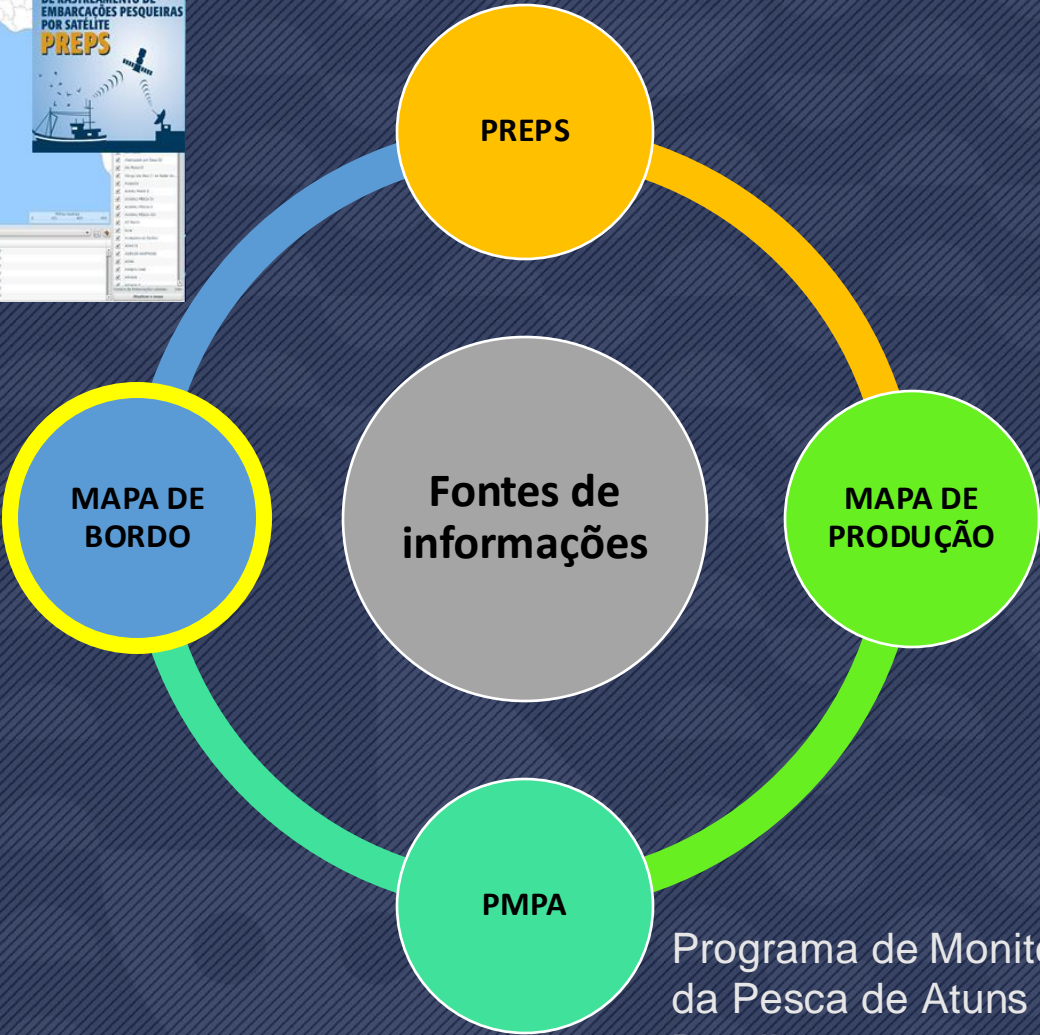 DE RASTREAMENTO DE
EMBARCAÇÕES PESQUEIRAS
POR SATÉLITE
PREPS
PREPS
MAPA DE
BORDO
Fontes de
informações
MAPA DE
PRODUÇÃO
PMPA
Programa de Monito
da Pesca de Atuns